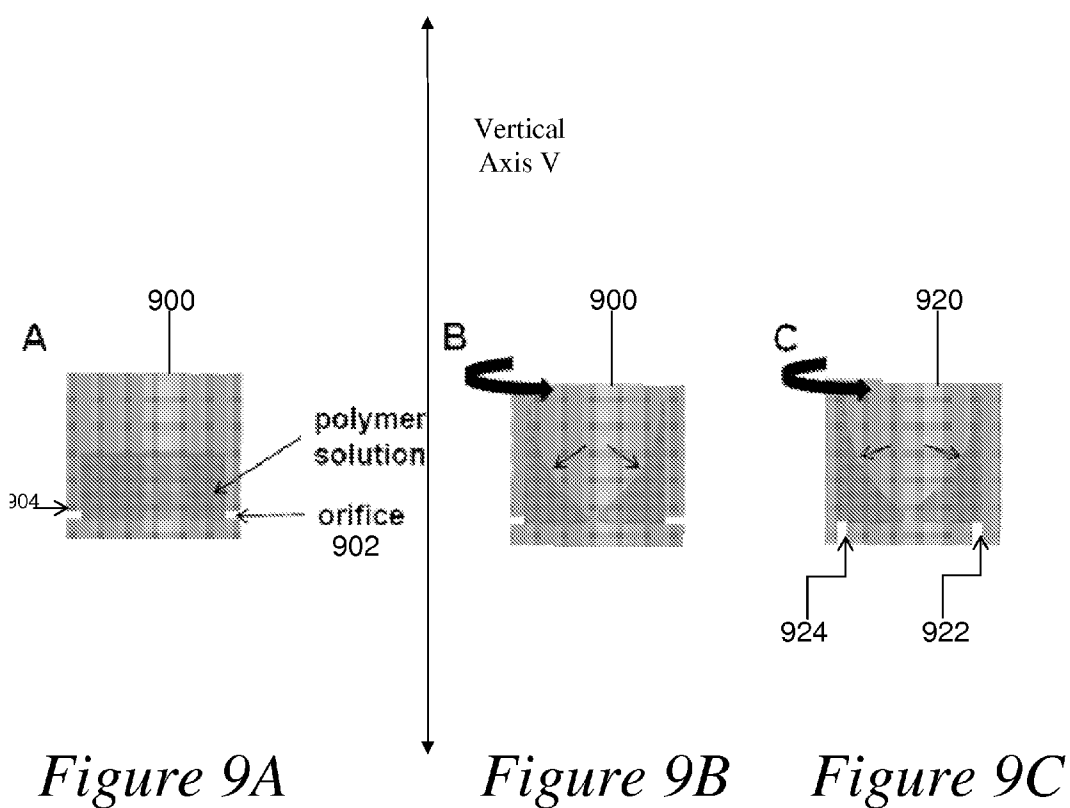 Vertical
Axis V
900
900
920
A
B
C
polymer
solution
904
orifice
902
924
922
Figure 9A
Figure 9B
Figure 9C